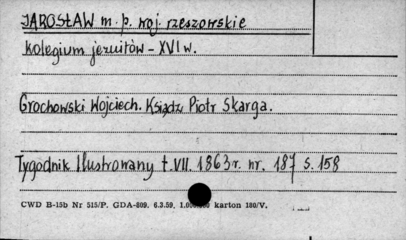 JAROSŁAW m. p. woj. rzeszowskie
Kolegium jezuitów - XVI w.
Grochowski Wojciech. Ksiądz Piotr Skarga.
Tygodnik Ilustrowany t. VII. 1863 r. nr. 187 s. 158
CWD B-15b Nr 515/P. GDA-809. 6.3.59, karton 180/V.